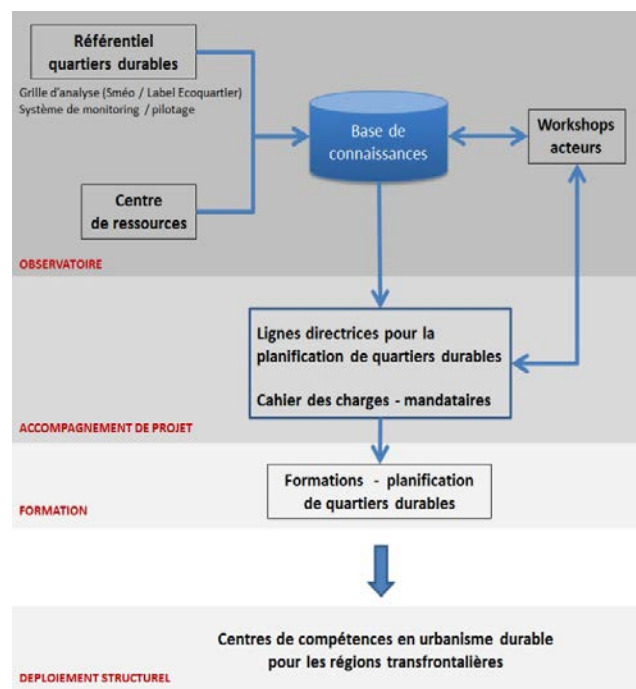 Référentiel
quartiers durables
Grille d'analyse (Sméo / Label Ecoquartier)
Système de monitoring / pilotage
Base de
connaissances
Workshops
acteurs
Centre
de ressources
OBSERVATOIRE
Lignes directrices pour la
planification de quartiers durables
Cahier des charges - mandataires
ACCOMPAGNEMENT DE PROJET
Formations - planification
de quartiers durables
FORMATION
Centres de compétences en urbanisme durable
pour les régions transfrontalières
DEPLOIEMENT STRUCTUREL